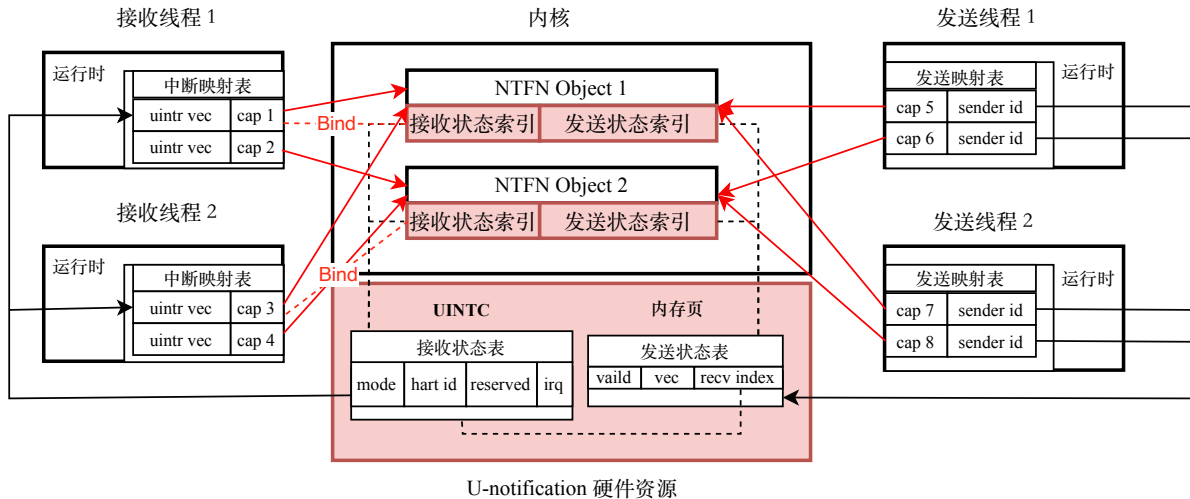 接收线程 1
内核
发送线程 1
运行时
中断映射表
uintr vec cap 1
uintr vec cap 2
Bind
NTFN Object 1
接收状态索引 发送状态索引
NTFN Object 2
接收状态索引 发送状态索引
发送映射表
运行时
cap 5 sender id
cap 6 sender id
接收线程 2
发送线程 2
运行时
中断映射表
uintr vec cap 3
uintr vec cap 4
Bind
发送映射表
运行时
cap 7 sender id
cap 8 sender id
UINTC
内存页
接收状态表
mode hart id reserved irq
发送状态表
vaild vec recv index
U-notification 硬件资源